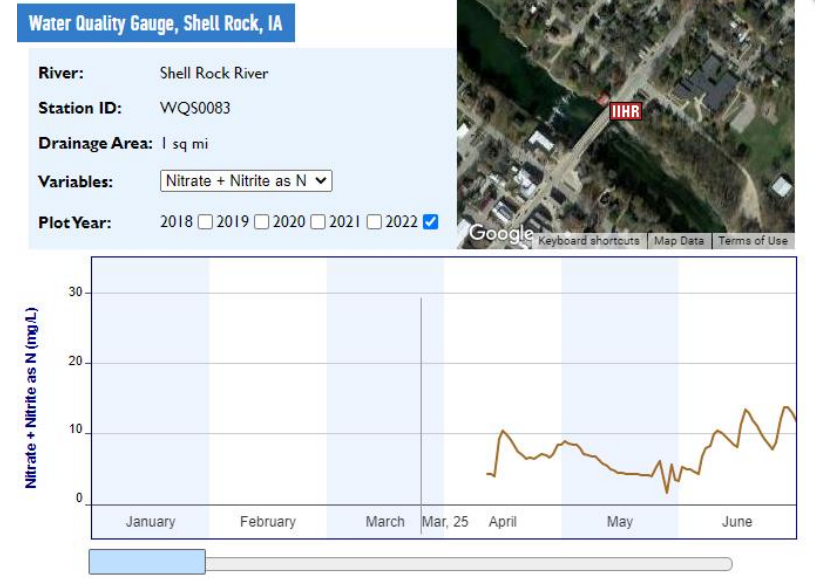 Water Quality Gauge, Shell Rock, IA
River: Shell Rock River
Station ID: WQS0083
Drainage Area: 1 sq mi
Variables: Nitrate + Nitrite as N
Plot Year: 2018 2019 2020 2021 2022
IIHR
Google
Keyboard shortcuts Map Data Terms of Use
Nitrate + Nitrite as N (mg/L)
30
20
10
0
January February March Mar, 25 April May June